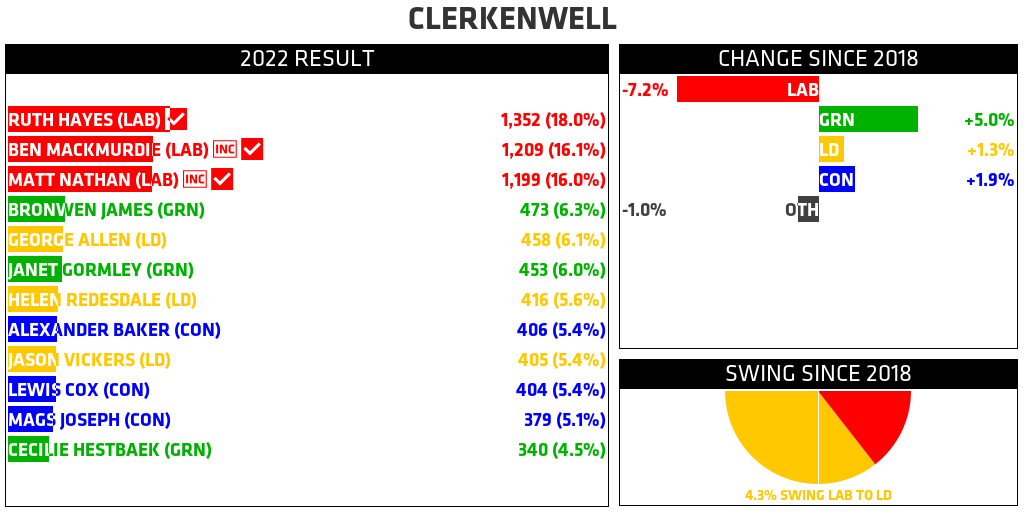 CLERKENWELL
2022 RESULT
RUTH HAYES (LAB) 1,352 (18.0%)
BEN MACKMURDIE (LAB) INC 1,209 (16.1%)
MATT NATHAN (LAB) INC 1,199 (16.0%)
BRONWEN JAMES (GRN) 473 (6.3%)
GEORGE ALLEN (LD) 458 (6.1%)
JANET GORMLEY (GRN) 453 (6.0%)
HELEN REDESDALE (LD) 416 (5.6%)
ALEXANDER BAKER (CON) 406 (5.4%)
JASON VICKERS (LD) 405 (5.4%)
LEWIS COX (CON) 404 (5.4%)
MAGS JOSEPH (CON) 379 (5.1%)
CECILIE HESTBAEK (GRN) 340 (4.5%)
CHANGE SINCE 2018
-7.2% LAB
GRN +5.0%
LD +1.3%
CON +1.9%
-1.0% OTH
SWING SINCE 2018
4.3% SWING LAB TO LD